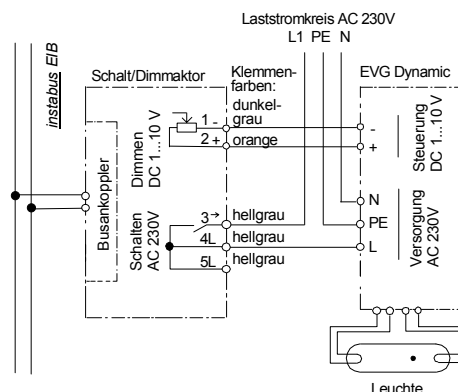 Laststromkreis AC 230V
L1 PE N
instabus EIB
Schalt/Dimmaktor
Klemmen-
farben:
dunkel-
grau
orange
EVG Dynamic
Busankoppler
Dimmen
DC 1...10 V
1 -
2 +
-
+
Steuerung
DC 1...10 V
Schalten
AC 230V
3
hellgrau
4L
hellgrau
5L
hellgrau
N
PE
L
Versorgung
AC 230V
Leuchte